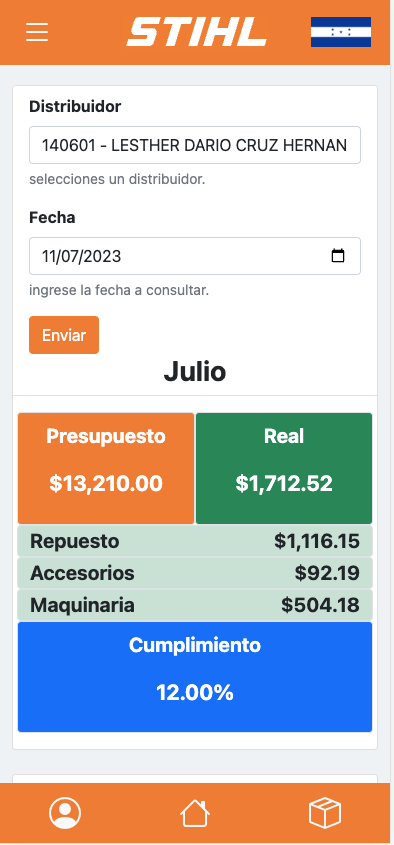 STIHL
Distribuidor
140601 - LESTHER DARIO CRUZ HERNAN
selecciones un distribuidor.
Fecha
11/07/2023
ingrese la fecha a consultar.
Enviar
Julio
Presupuesto
$13,210.00
Real
$1,712.52
Repuesto $1,116.15
Accesorios $92.19
Maquinaria $504.18
Cumplimiento
12.00%